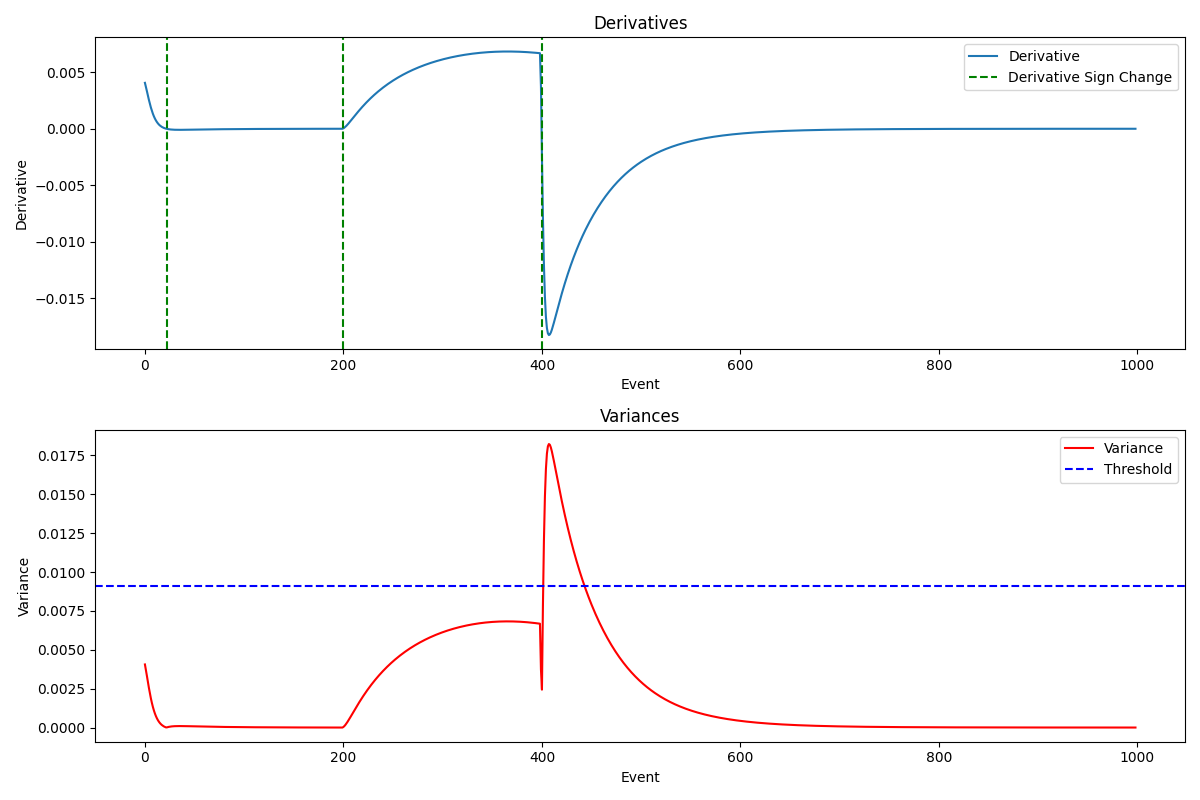 Derivatives
Derivative
Derivative Sign Change
0.005
0.000
−0.005
−0.010
−0.015
Derivative
0
200
400
600
800
1000
Event
Variances
Variance
Threshold
0.0175
0.0150
0.0125
0.0100
0.0075
0.0050
0.0025
0.0000
Variance
0
200
400
600
800
1000
Event